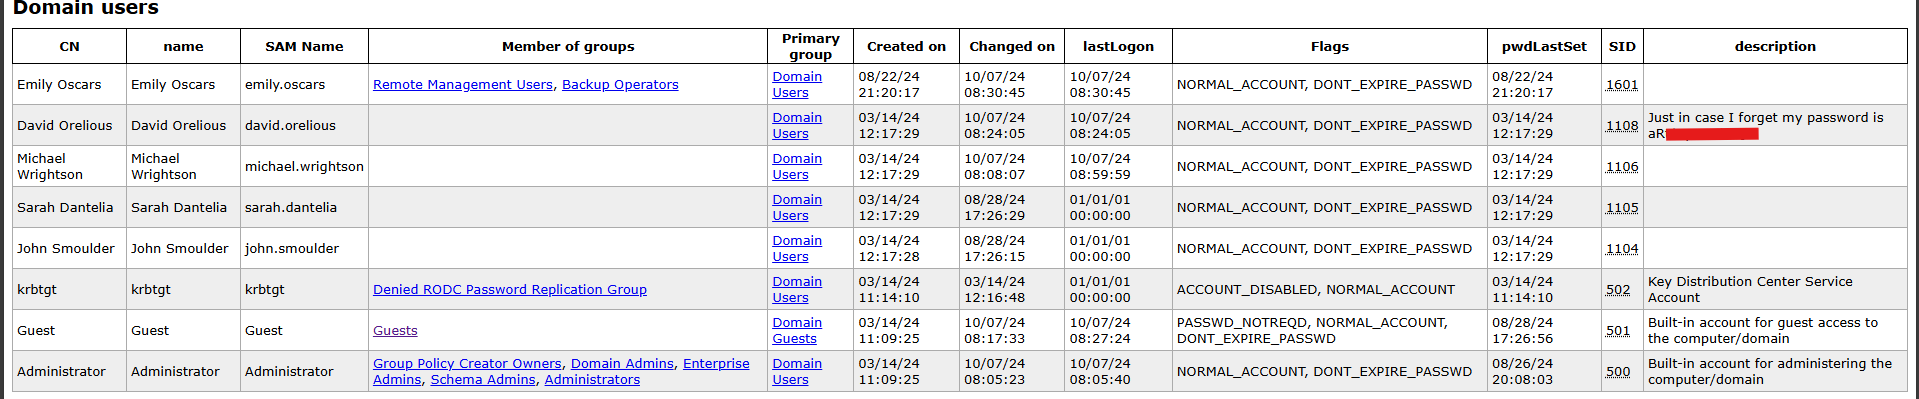 Domain users
CN name SAM Name Member of groups Primary group Created on Changed on lastLogon Flags pwdLastSet SID description
Emily Oscars Emily Oscars emily.oscars Remote Management Users, Backup Operators Domain Users 08/22/24 21:20:17 10/07/24 08:30:45 10/07/24 08:30:45 NORMAL_ACCOUNT, DONT_EXPIRE_PASSWD 08/22/24 21:20:17 1601
David Orelious David Orelious david.orelious Domain Users 03/14/24 12:17:29 10/07/24 08:24:05 10/07/24 08:24:05 NORMAL_ACCOUNT, DONT_EXPIRE_PASSWD 03/14/24 12:17:29 1108 Just in case I forget my password is aR
Michael Wrightson Michael Wrightson michael.wrightson Domain Users 03/14/24 12:17:29 10/07/24 08:08:07 10/07/24 08:59:59 NORMAL_ACCOUNT, DONT_EXPIRE_PASSWD 03/14/24 12:17:29 1106
Sarah Dantelia Sarah Dantelia sarah.dantelia Domain Users 03/14/24 12:17:29 08/28/24 17:26:29 01/01/01 00:00:00 NORMAL_ACCOUNT, DONT_EXPIRE_PASSWD 03/14/24 12:17:29 1105
John Smoulder John Smoulder john.smoulder Domain Users 03/14/24 12:17:28 08/28/24 17:26:15 01/01/01 00:00:00 NORMAL_ACCOUNT, DONT_EXPIRE_PASSWD 03/14/24 12:17:29 1104
krbtgt krbtgt krbtgt Denied RODC Password Replication Group Domain Users 03/14/24 11:14:10 03/14/24 12:16:48 01/01/01 00:00:00 ACCOUNT_DISABLED, NORMAL_ACCOUNT 03/14/24 11:14:10 502 Key Distribution Center Service Account
Guest Guest Guest Guests Domain Guests 03/14/24 11:09:25 10/07/24 08:17:33 10/07/24 08:27:24 PASSWD_NOTREQD, NORMAL_ACCOUNT, DONT_EXPIRE_PASSWD 08/28/24 17:26:56 501 Built-in account for guest access to the computer/domain
Administrator Administrator Administrator Group Policy Creator Owners, Domain Admins, Enterprise Admins, Schema Admins, Administrators Domain Users 03/14/24 11:09:25 10/07/24 08:05:23 10/07/24 08:05:40 NORMAL_ACCOUNT, DONT_EXPIRE_PASSWD 08/26/24 20:08:03 500 Built-in account for administering the computer/domain